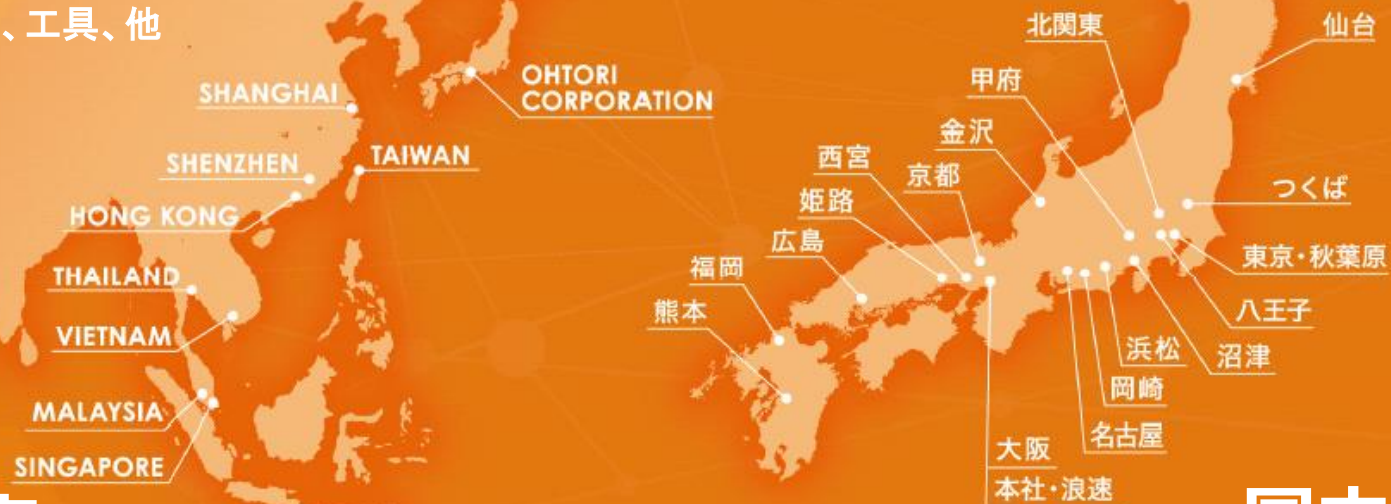 、工具、他
SHANGHAI
OHTORI
CORPORATION
SHENZHEN
TAIWAN
HONG KONG
THAILAND
VIETNAM
MALAYSIA
SINGAPORE
北関東
仙台
甲府
金沢
西宮
京都
つくば
姫路
広島
東京・秋葉原
福岡
熊本
八王子
浜松
沼津
岡崎
名古屋
大阪
本社・浪速